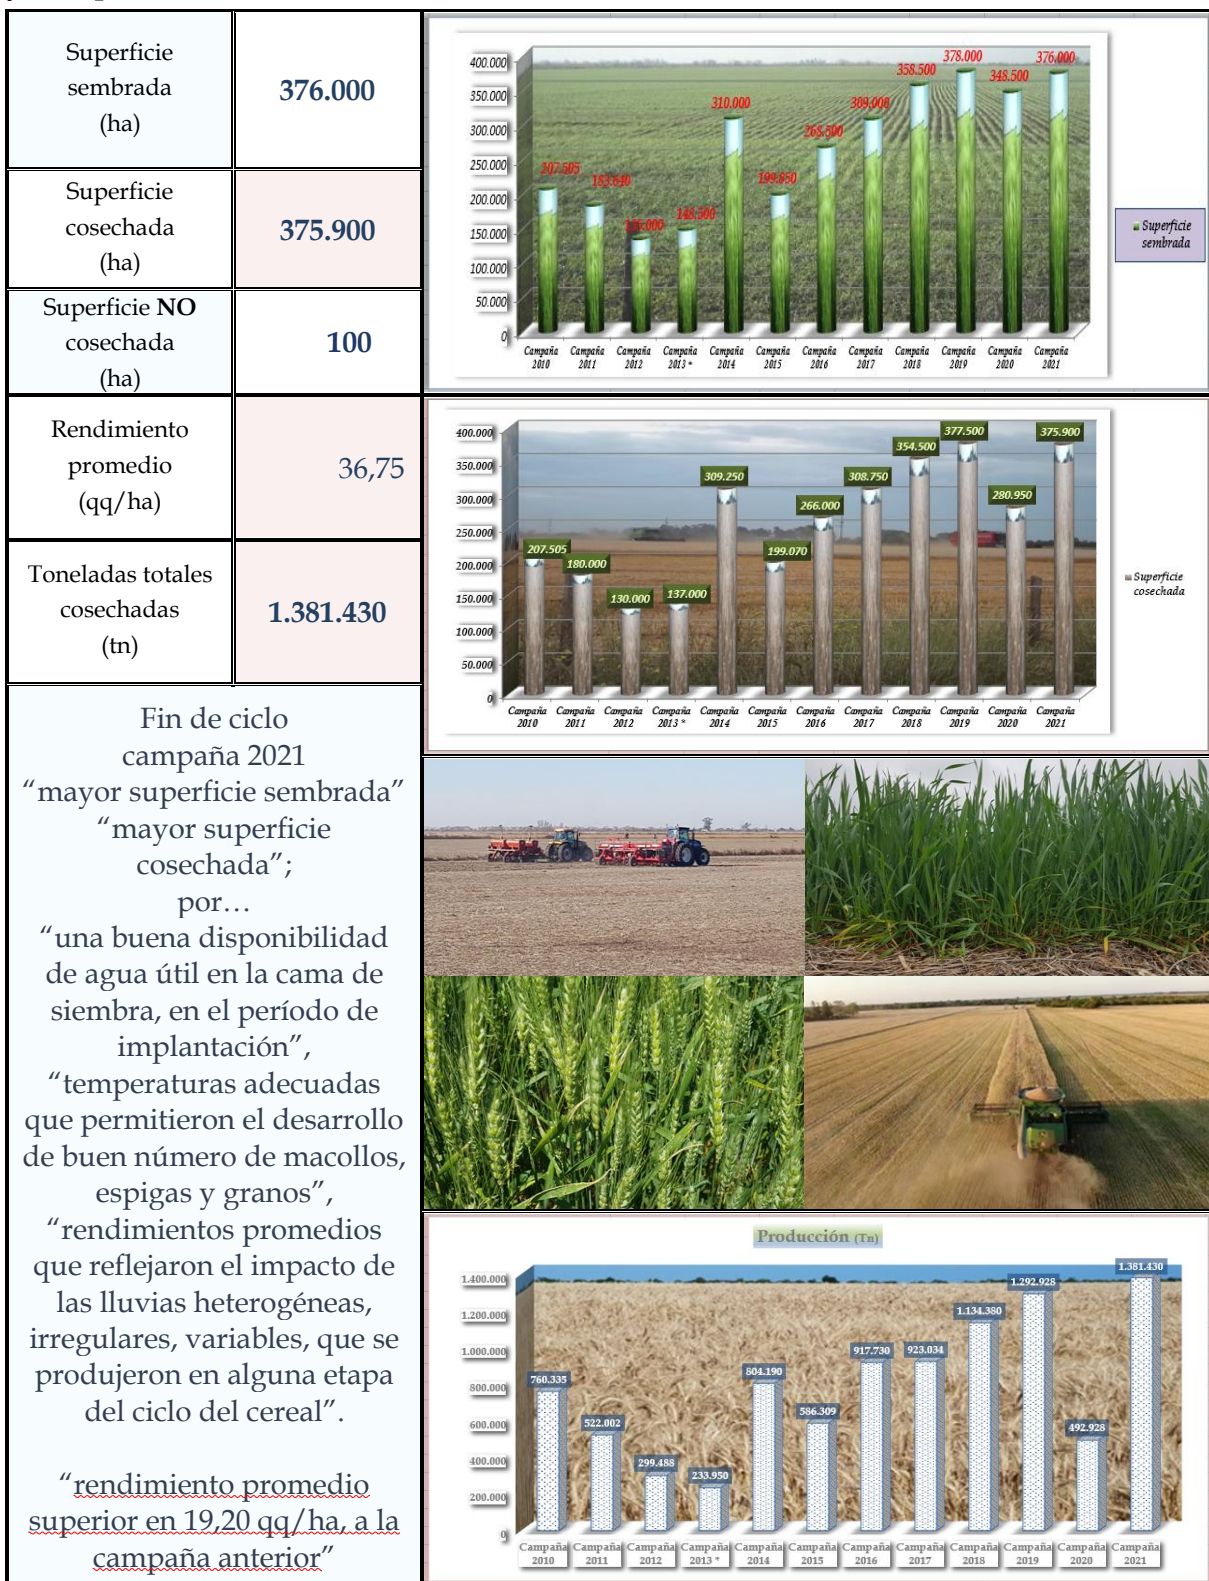 Superficie
sembrada
(ha)
376.000
Superficie
cosechada
(ha)
375.900
Superficie NO
cosechada
(ha)
100
Rendimiento
promedio
(qq/ha)
36,75
Toneladas totales
cosechadas
(tn)
1.381.430
Fin de ciclo
campaña 2021
“mayor superficie sembrada”
“mayor superficie
cosechada”;
por…
“una buena disponibilidad
de agua útil en la cama de
siembra, en el período de
implantación”,
“temperaturas adecuadas
que permitieron el desarrollo
de buen número de macollos,
espigas y granos”,
“rendimientos promedios
que reflejaron el impacto de
las lluvias heterogéneas,
irregulares, variables, que se
produjeron en alguna etapa
del ciclo del cereal”.
“rendimiento promedio
superior en 19,20 qq/ha, a la
campaña anterior”
400.000
350.000
300.000
250.000
200.000
150.000
100.000
50.000
0
207.505
183.640
148.500
310.000
199.850
268.500
309.000
358.500
378.000
348.500
376.000
Campaña 2010
Campaña 2011
Campaña 2012
Campaña 2013 *
Campaña 2014
Campaña 2015
Campaña 2016
Campaña 2017
Campaña 2018
Campaña 2019
Campaña 2020
Campaña 2021
Superficie
sembrada
400.000
350.000
300.000
250.000
200.000
150.000
100.000
50.000
0
207.505
180.000
130.000
137.000
309.250
199.070
266.000
308.750
354.500
377.500
280.950
375.900
Campaña 2010
Campaña 2011
Campaña 2012
Campaña 2013 *
Campaña 2014
Campaña 2015
Campaña 2016
Campaña 2017
Campaña 2018
Campaña 2019
Campaña 2020
Campaña 2021
Superficie
cosechada
Producción (Tn)
1.400.000
1.200.000
1.000.000
800.000
600.000
400.000
200.000
0
760.335
522.002
299.488
233.950
804.190
586.309
917.730
923.034
1.134.380
1.292.928
492.928
1.381.430
Campaña 2010
Campaña 2011
Campaña 2012
Campaña 2013 *
Campaña 2014
Campaña 2015
Campaña 2016
Campaña 2017
Campaña 2018
Campaña 2019
Campaña 2020
Campaña 2021